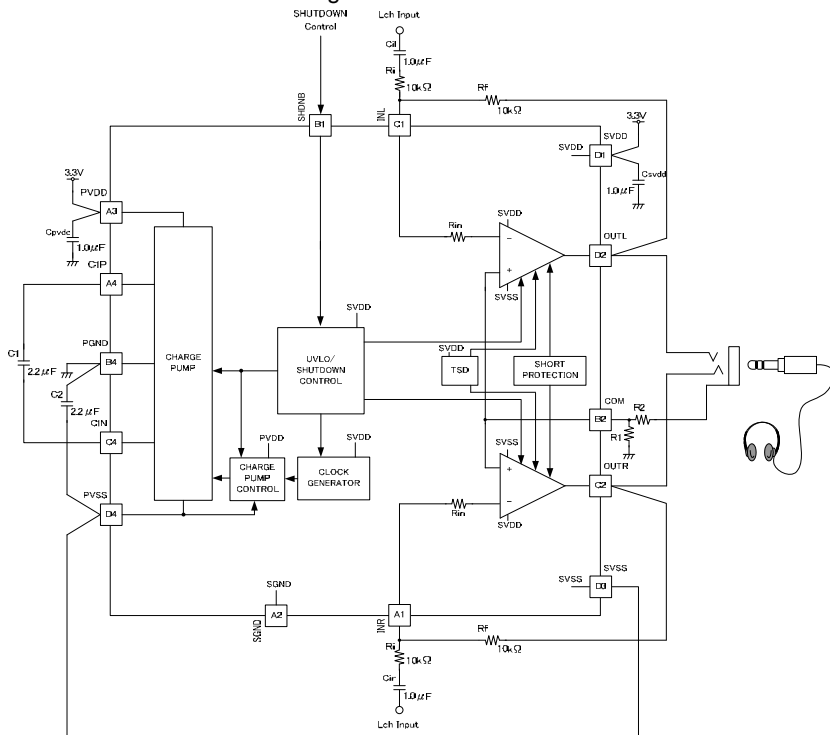 SHUTDOWN
Control
Lch Input
Cil
1.0μF
Ri
10kΩ
Rf
10kΩ
SHDNB
B1
INL
C1
SVDD
3.3V
SVDD
D1
Csvdd
1.0μF
3.3V
PVDD
A3
Cpvdd
1.0μF
C1P
A4
C1
2.2μF
PGND
B4
C2
2.2μF
C1N
C4
PVSS
D4
CHARGE
PUMP
SVDD
UVLO/
SHUTDOWN
CONTROL
PVDD
CHARGE
PUMP
CONTROL
SVDD
CLOCK
GENERATOR
Rin
SVDD
−
+
SVSS
OUTL
D2
SVDD
TSD
SHORT
PROTECTION
COM
B2
R2
R1
OUTR
C2
SVSS
+
−
SVDD
Rin
SVSS
SVSS
D3
SGND
A2
SGND
INR
A1
Ri
10kΩ
Rf
10kΩ
Cir
1.0μF
Lch Input